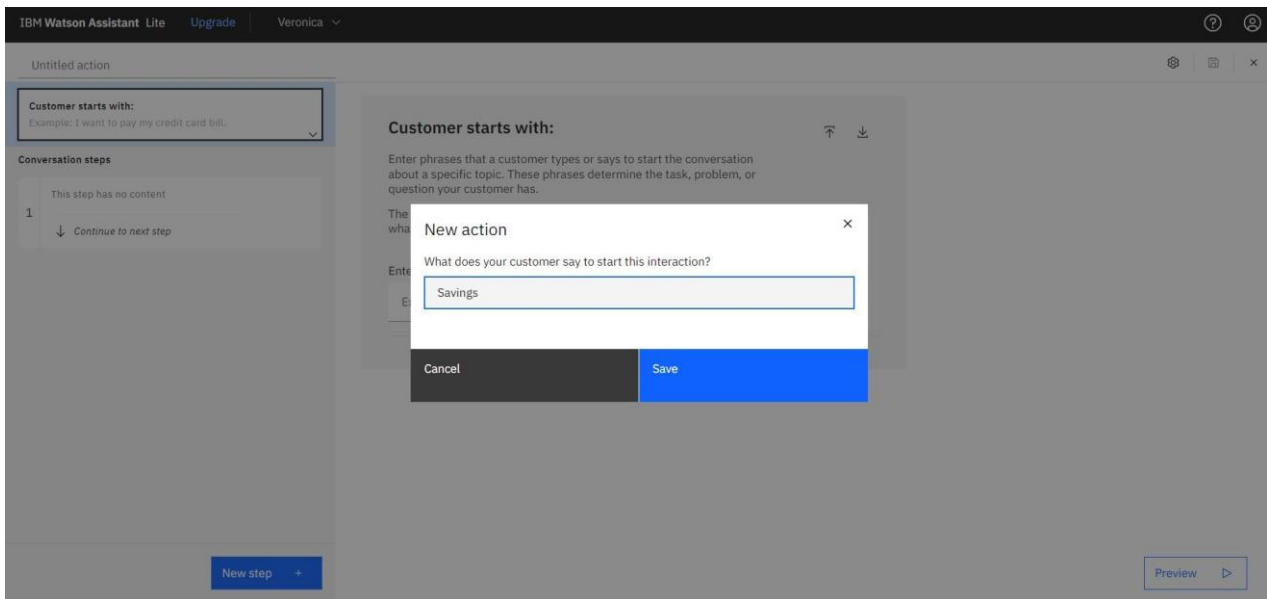 IBM Watson Assistant Lite Upgrade Veronica
Untitled action
Customer starts with:
Example: I want to pay my credit card bill.
Conversation steps
1
This step has no content
Continue to next step
New step +
Customer starts with:
Enter phrases that a customer types or says to start the conversation
about a specific topic. These phrases determine the task, problem, or
question your customer has.
The
wha
Ente
E
New action
What does your customer say to start this interaction?
Savings
Cancel
Save
Preview